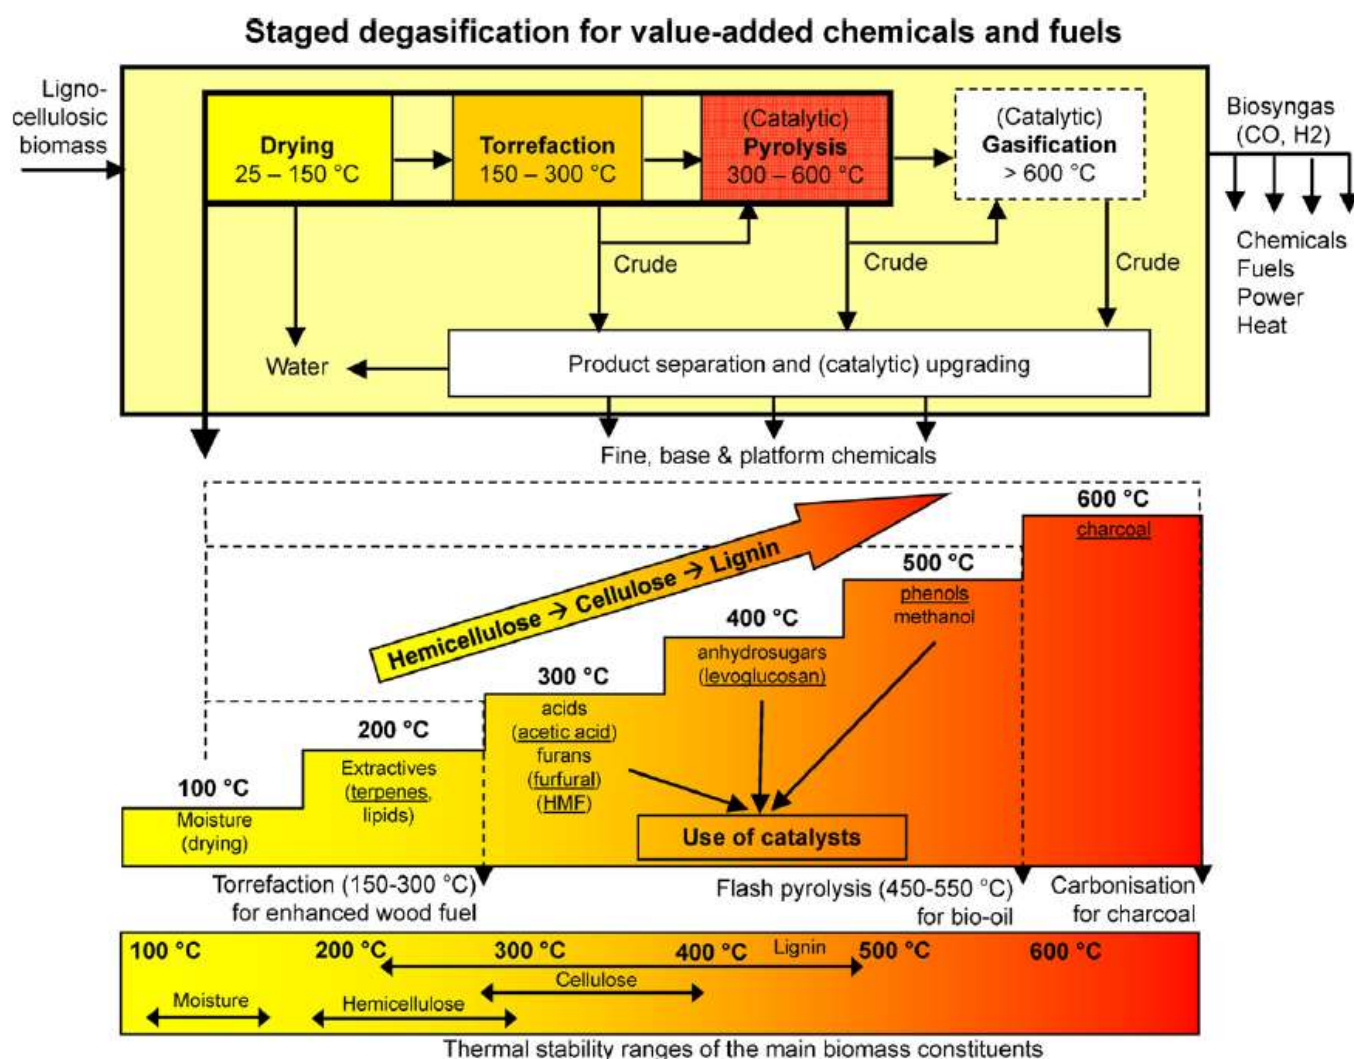 Staged degasification for value-added chemicals and fuels
Ligno-
cellulosic
biomass
Drying
25 – 150 °C
Torrefaction
150 – 300 °C
(Catalytic)
Pyrolysis
300 – 600 °C
(Catalytic)
Gasification
> 600 °C
Biosyngas
(CO, H2)
Chemicals
Fuels
Power
Heat
Crude
Crude
Crude
Water
Product separation and (catalytic) upgrading
Fine, base & platform chemicals
Hemicellulose → Cellulose → Lignin
100 °C
Moisture
(drying)
200 °C
Extractives
(terpenes,
lipids)
300 °C
acids
(acetic acid)
furans
(furfural)
(HMF)
400 °C
anhydrosugars
(levoglucosan)
500 °C
phenols
methanol
600 °C
charcoal
Use of catalysts
Torrefaction (150-300 °C)
for enhanced wood fuel
Flash pyrolysis (450-550 °C)
for bio-oil
Carbonisation
for charcoal
100 °C
200 °C
300 °C
400 °C
Lignin
500 °C
600 °C
Cellulose
Moisture
Hemicellulose
Thermal stability ranges of the main biomass constituents